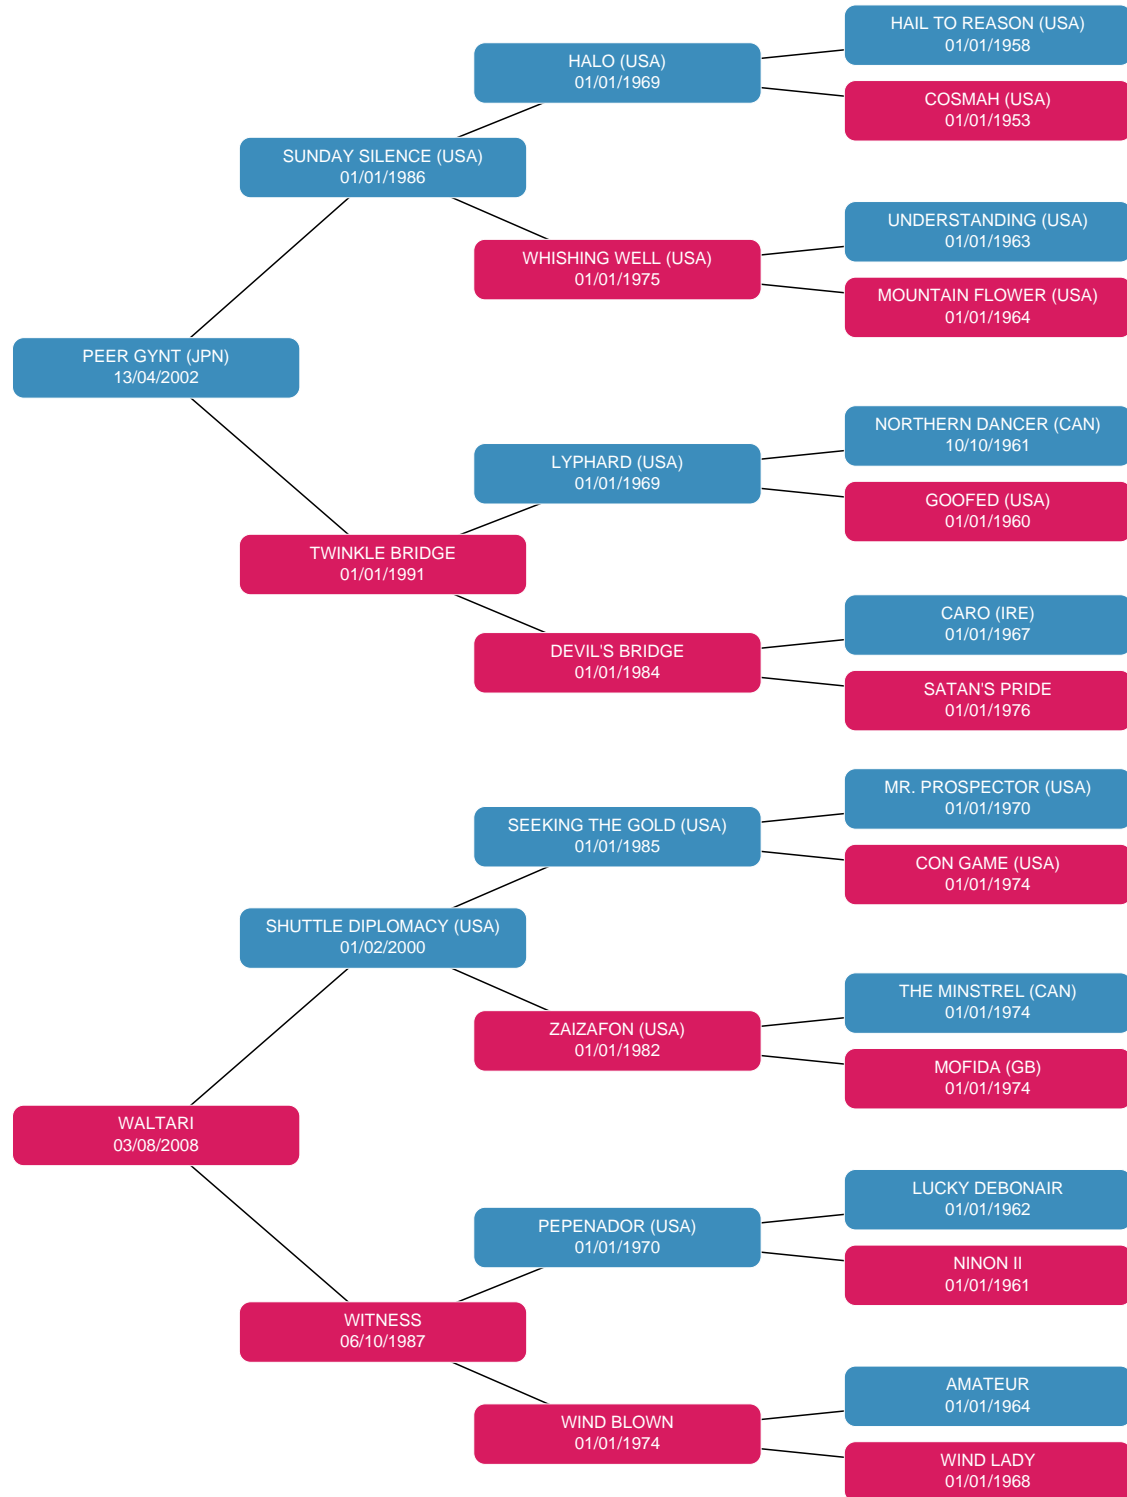 HAIL TO REASON (USA)
01/01/1958
HALO (USA)
01/01/1969
COSMAH (USA)
01/01/1953
SUNDAY SILENCE (USA)
01/01/1986
UNDERSTANDING (USA)
01/01/1963
WHISHING WELL (USA)
01/01/1975
MOUNTAIN FLOWER (USA)
01/01/1964
PEER GYNT (JPN)
13/04/2002
NORTHERN DANCER (CAN)
10/10/1961
LYPHARD (USA)
01/01/1969
GOOFED (USA)
01/01/1960
TWINKLE BRIDGE
01/01/1991
CARO (IRE)
01/01/1967
DEVIL'S BRIDGE
01/01/1984
SATAN'S PRIDE
01/01/1976
MR. PROSPECTOR (USA)
01/01/1970
SEEKING THE GOLD (USA)
01/01/1985
CON GAME (USA)
01/01/1974
SHUTTLE DIPLOMACY (USA)
01/02/2000
THE MINSTREL (CAN)
01/01/1974
ZAIZAFON (USA)
01/01/1982
MOFIDA (GB)
01/01/1974
WALTARI
03/08/2008
LUCKY DEBONAIR
01/01/1962
PEPENADOR (USA)
01/01/1970
NINON II
01/01/1961
WITNESS
06/10/1987
AMATEUR
01/01/1964
WIND BLOWN
01/01/1974
WIND LADY
01/01/1968